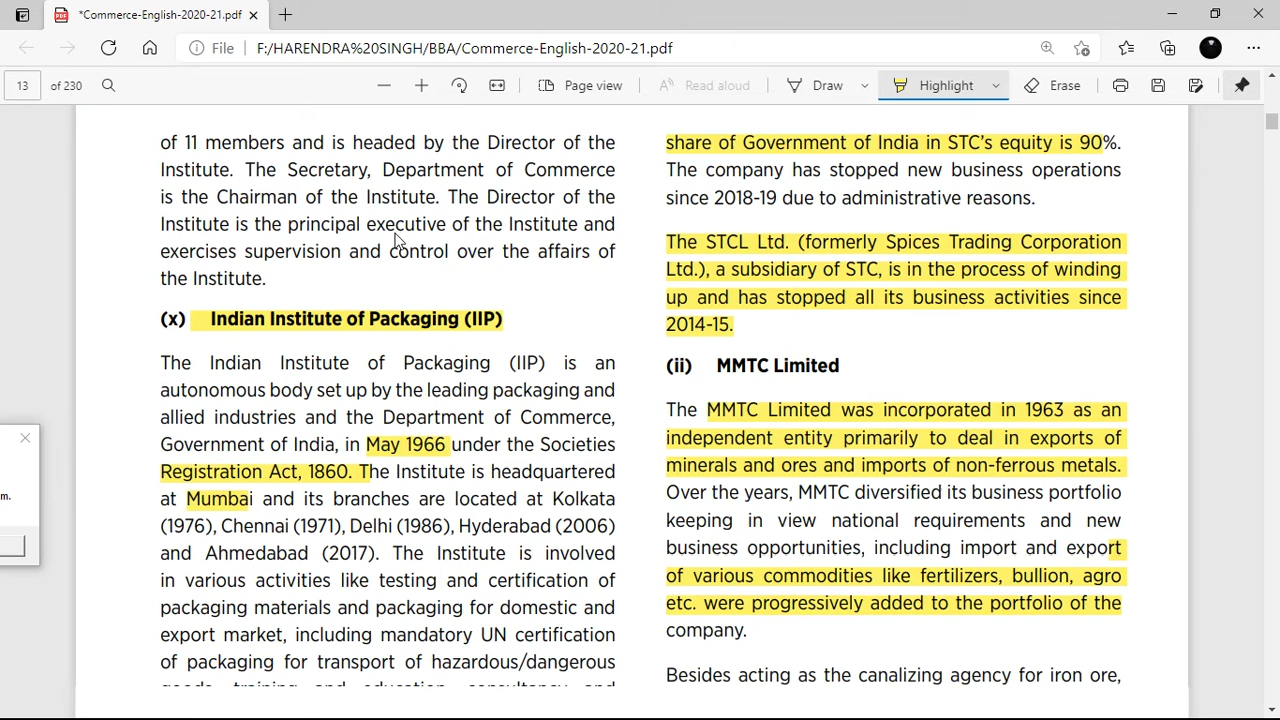 *Commerce-English-2020-21.pdf
File
F:/HARENDRA%20SINGH/BBA/Commerce-English-2020-21.pdf
13 of 230
Page view
Read aloud
Draw
Highlight
Erase
of 11 members and is headed by the Director of the
Institute. The Secretary, Department of Commerce
is the Chairman of the Institute. The Director of the
Institute is the principal executive of the Institute and
exercises supervision and control over the affairs of
the Institute.
(x) Indian Institute of Packaging (IIP)
The Indian Institute of Packaging (IIP) is an
autonomous body set up by the leading packaging and
allied industries and the Department of Commerce,
Government of India, in May 1966 under the Societies
Registration Act, 1860. The Institute is headquartered
at Mumbai and its branches are located at Kolkata
(1976), Chennai (1971), Delhi (1986), Hyderabad (2006)
and Ahmedabad (2017). The Institute is involved
in various activities like testing and certification of
packaging materials and packaging for domestic and
export market, including mandatory UN certification
of packaging for transport of hazardous/dangerous
goods, training and education, consultancy and
share of Government of India in STC's equity is 90%.
The company has stopped new business operations
since 2018-19 due to administrative reasons.
The STCL Ltd. (formerly Spices Trading Corporation
Ltd.), a subsidiary of STC, is in the process of winding
up and has stopped all its business activities since
2014-15.
(ii) MMTC Limited
The MMTC Limited was incorporated in 1963 as an
independent entity primarily to deal in exports of
minerals and ores and imports of non-ferrous metals.
Over the years, MMTC diversified its business portfolio
keeping in view national requirements and new
business opportunities, including import and export
of various commodities like fertilizers, bullion, agro
etc. were progressively added to the portfolio of the
company.
Besides acting as the canalizing agency for iron ore,
m.